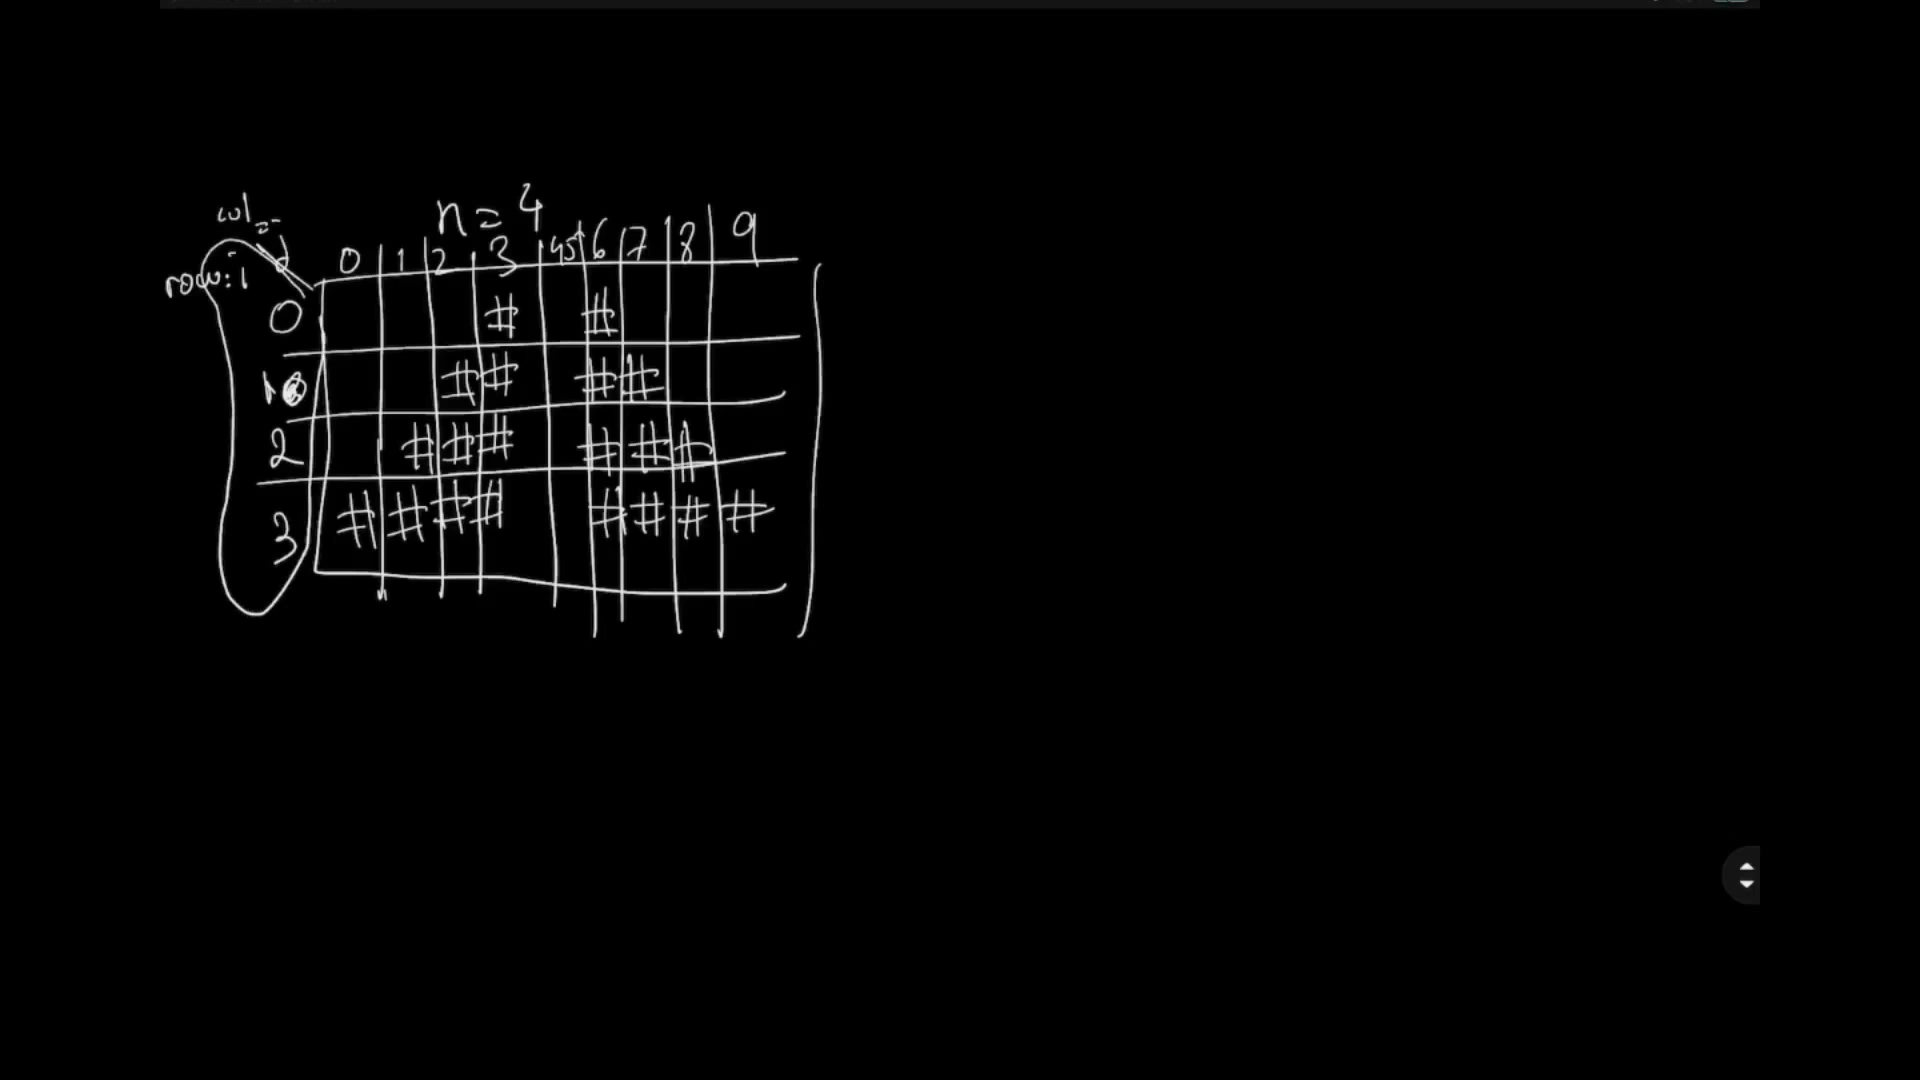 n = 4
col = j
0 1 2 3 4 5 6 7 8 9
row: i
0 # #
1 # # # #
2 # # # # # #
3 # # # # # # # #